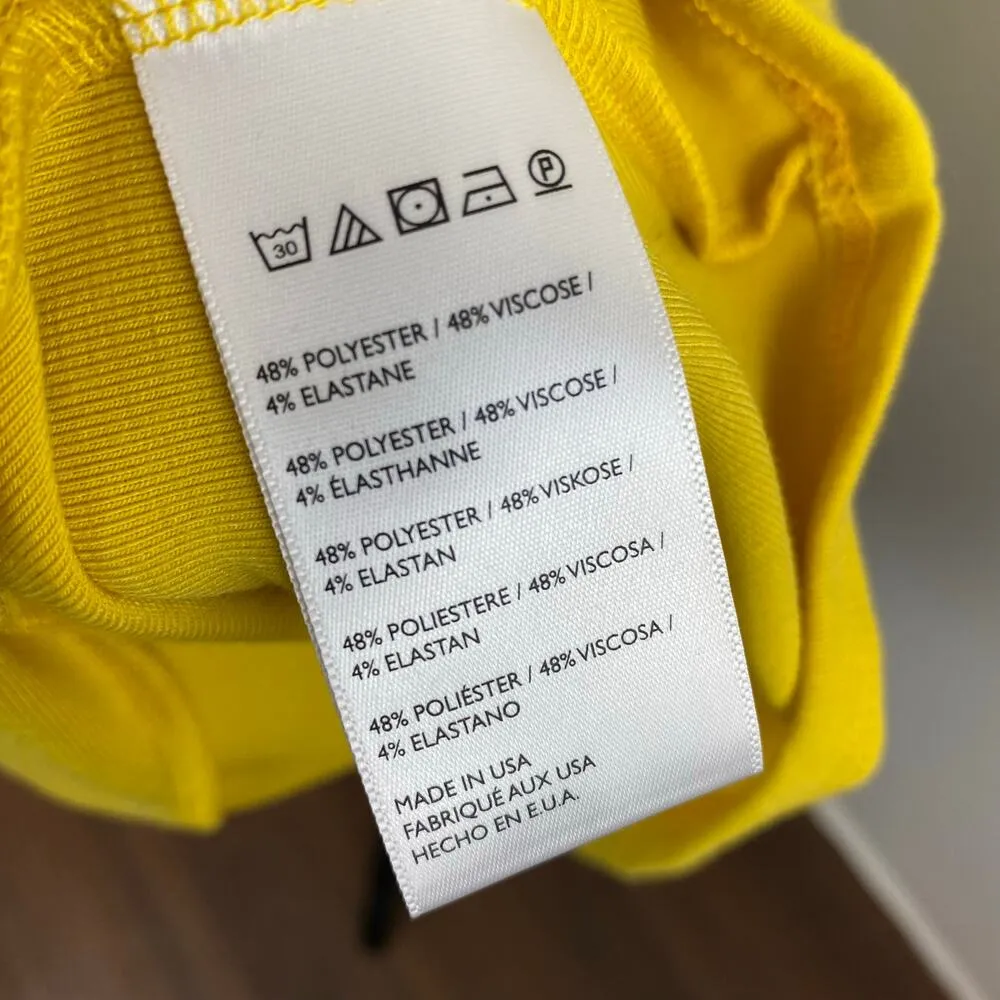 30 P
48% POLYESTER / 48% VISCOSE /
4% ELASTANE
48% POLYESTER / 48% VISCOSE /
4% ÉLASTHANNE
48% POLYESTER / 48% VISKOSE /
4% ELASTAN
48% POLIESTERE / 48% VISCOSA /
4% ELASTAN
48% POLIÉSTER / 48% VISCOSA /
4% ELASTANO
MADE IN USA
FABRIQUÉ AUX USA
HECHO EN E.U.A.